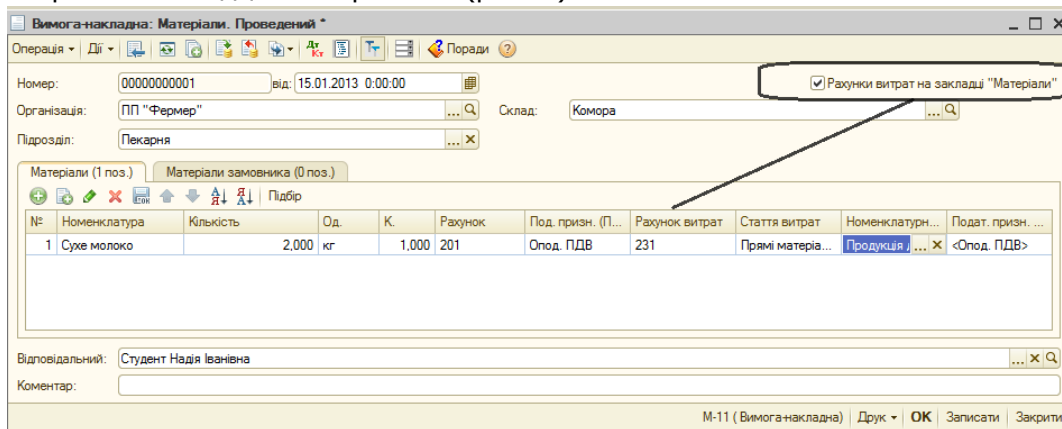 Вимога-накладна: Матеріали. Проведений *
Операція Дії Дт Кт Поради
Номер: 00000000001 від: 15.01.2013 0:00:00 Рахунки витрат на закладці "Матеріали"
Організація: ПП "Фермер" Склад: Комора
Підрозділ: Пекарня
Матеріали (1 поз.) Матеріали замовника (0 поз.)
Підбір
№ Номенклатура Кількість Од. К. Рахунок Под. призн. (П... Рахунок витрат Стаття витрат Номенклатурн... Подат. призн. ...
1 Сухе молоко 2,000 кг 1,000 201 Опод. ПДВ 231 Прямі матеріа... Продукція ... <Опод. ПДВ>
Відповідальний: Студент Надія Іванівна
Коментар:
М-11 ( Вимога-накладна) Друк OK Записати Закрити